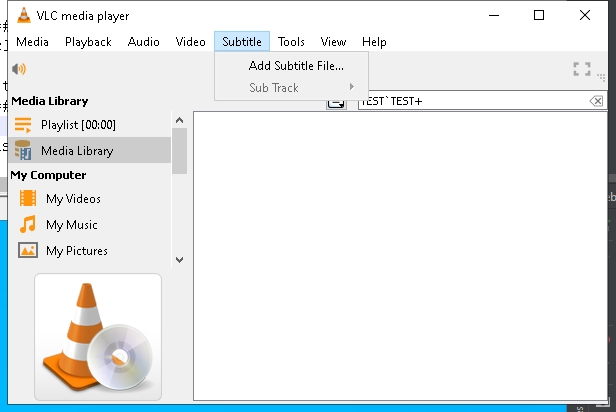 VLC media player
Media Playback Audio Video Subtitle Tools View Help
Add Subtitle File...
Sub Track
Media Library
TEST`TEST+
Playlist [00:00]
Media Library
My Computer
My Videos
My Music
My Pictures